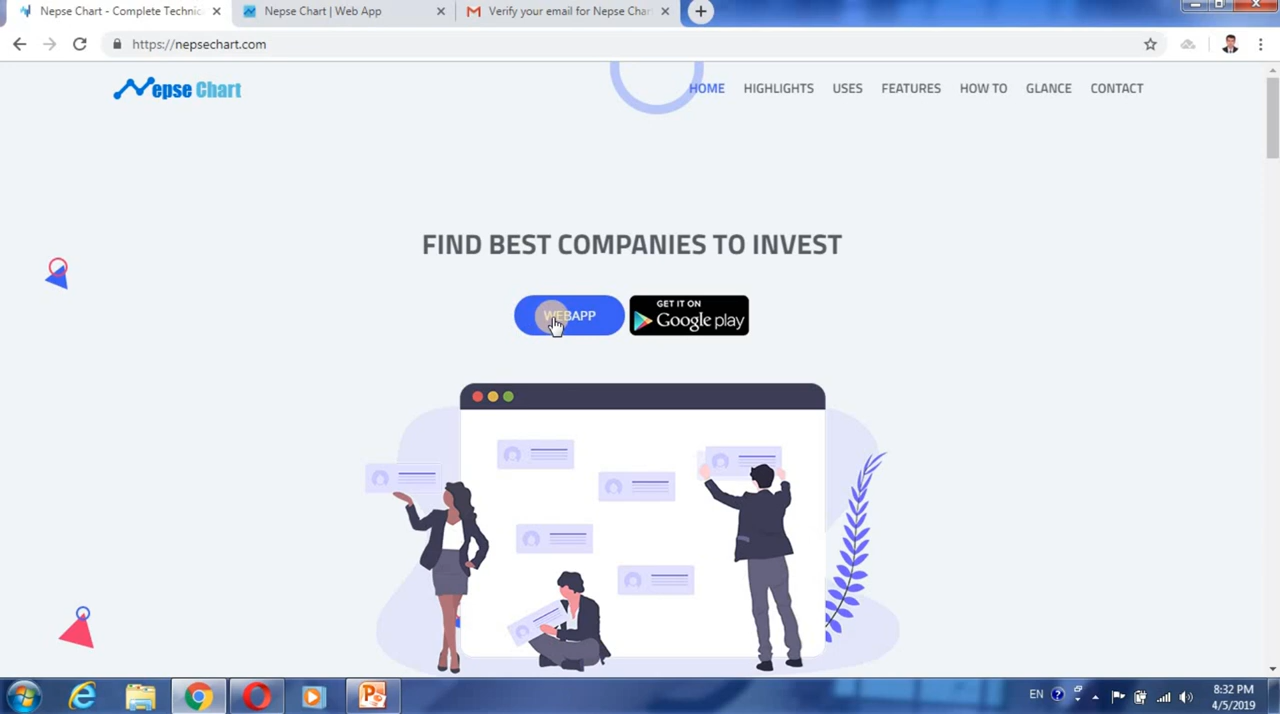 Nepse Chart - Complete Technic
Nepse Chart | Web App
Verify your email for Nepse Char
https://nepsechart.com
Nepse Chart
HOME
HIGHLIGHTS
USES
FEATURES
HOW TO
GLANCE
CONTACT
FIND BEST COMPANIES TO INVEST
WEBAPP
GET IT ON
Google play
EN
8:32 PM
4/5/2019